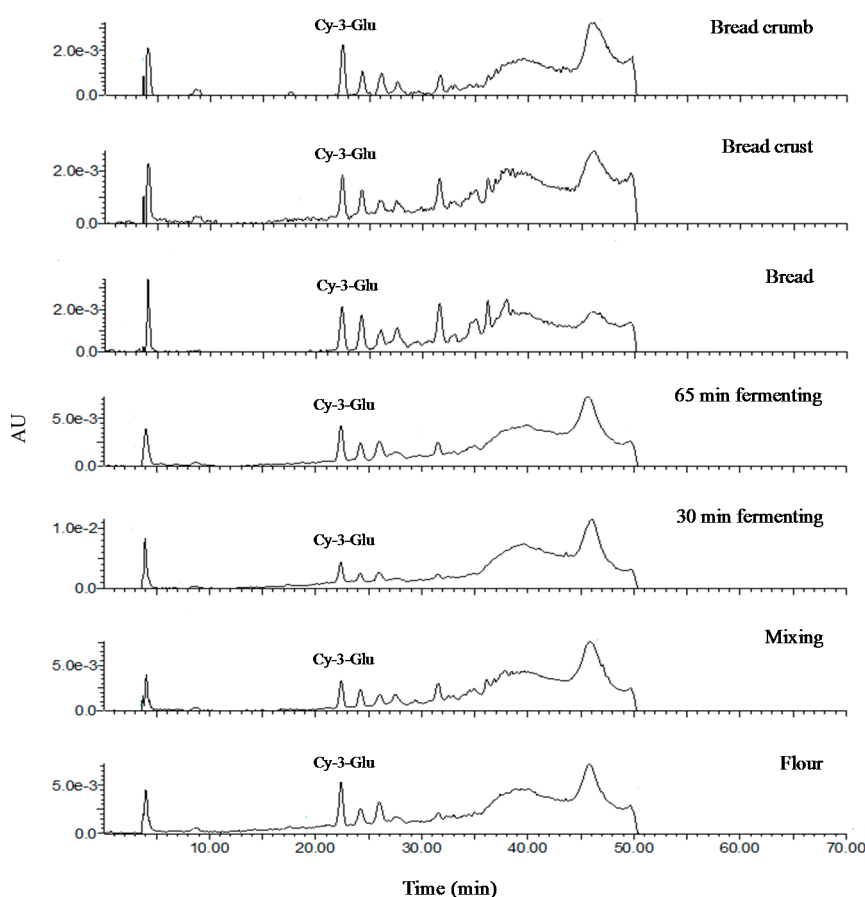 Cy-3-Glu
Bread crumb
2.0e-3
0.0
Cy-3-Glu
Bread crust
2.0e-3
0.0
Cy-3-Glu
Bread
2.0e-3
0.0
Cy-3-Glu
65 min fermenting
5.0e-3
0.0
AU
Cy-3-Glu
30 min fermenting
1.0e-2
0.0
Cy-3-Glu
Mixing
5.0e-3
0.0
Cy-3-Glu
Flour
5.0e-3
0.0
10.00 20.00 30.00 40.00 50.00 60.00 70.00
Time (min)